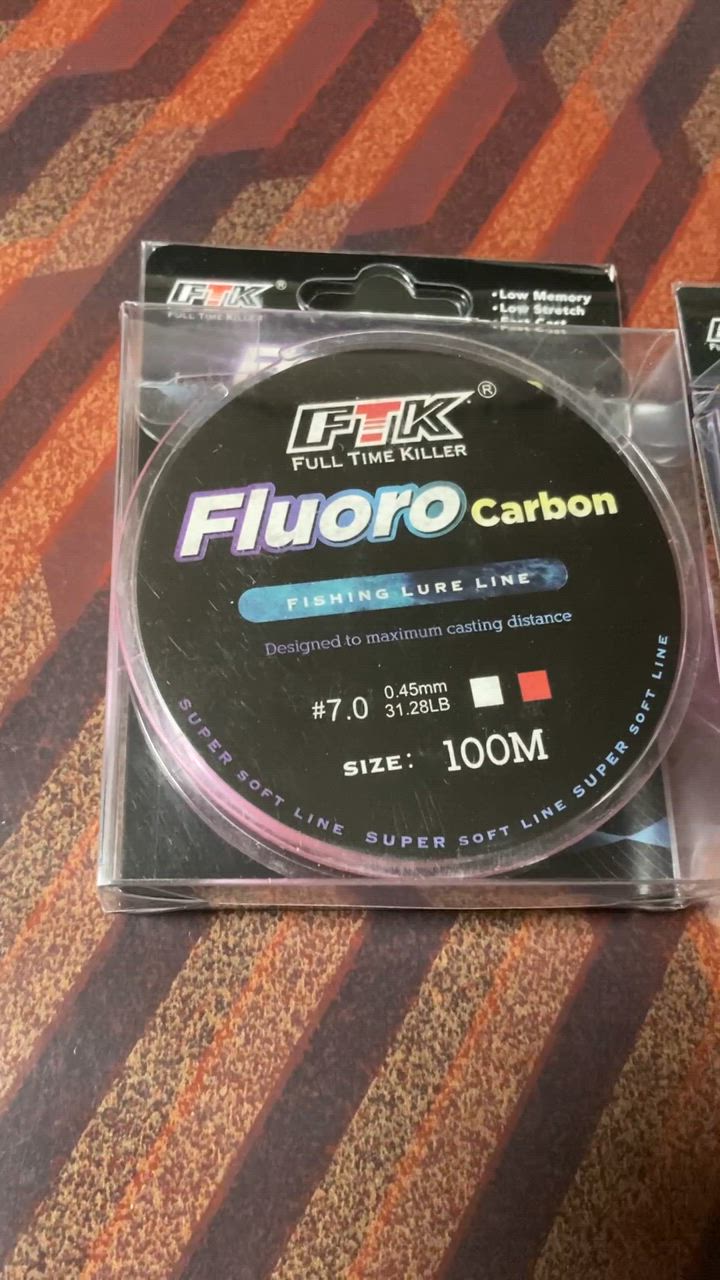 FTK®
FULL TIME KILLER
•Low Memory
•Low Stretch
FTK®
FULL TIME KILLER
Fluoro Carbon
FISHING LURE LINE
Designed to maximum casting distance
#7.0
0.45mm
31.28LB
SIZE: 100M
SUPER SOFT LINE SUPER SOFT LINE SUPER SOFT LINE